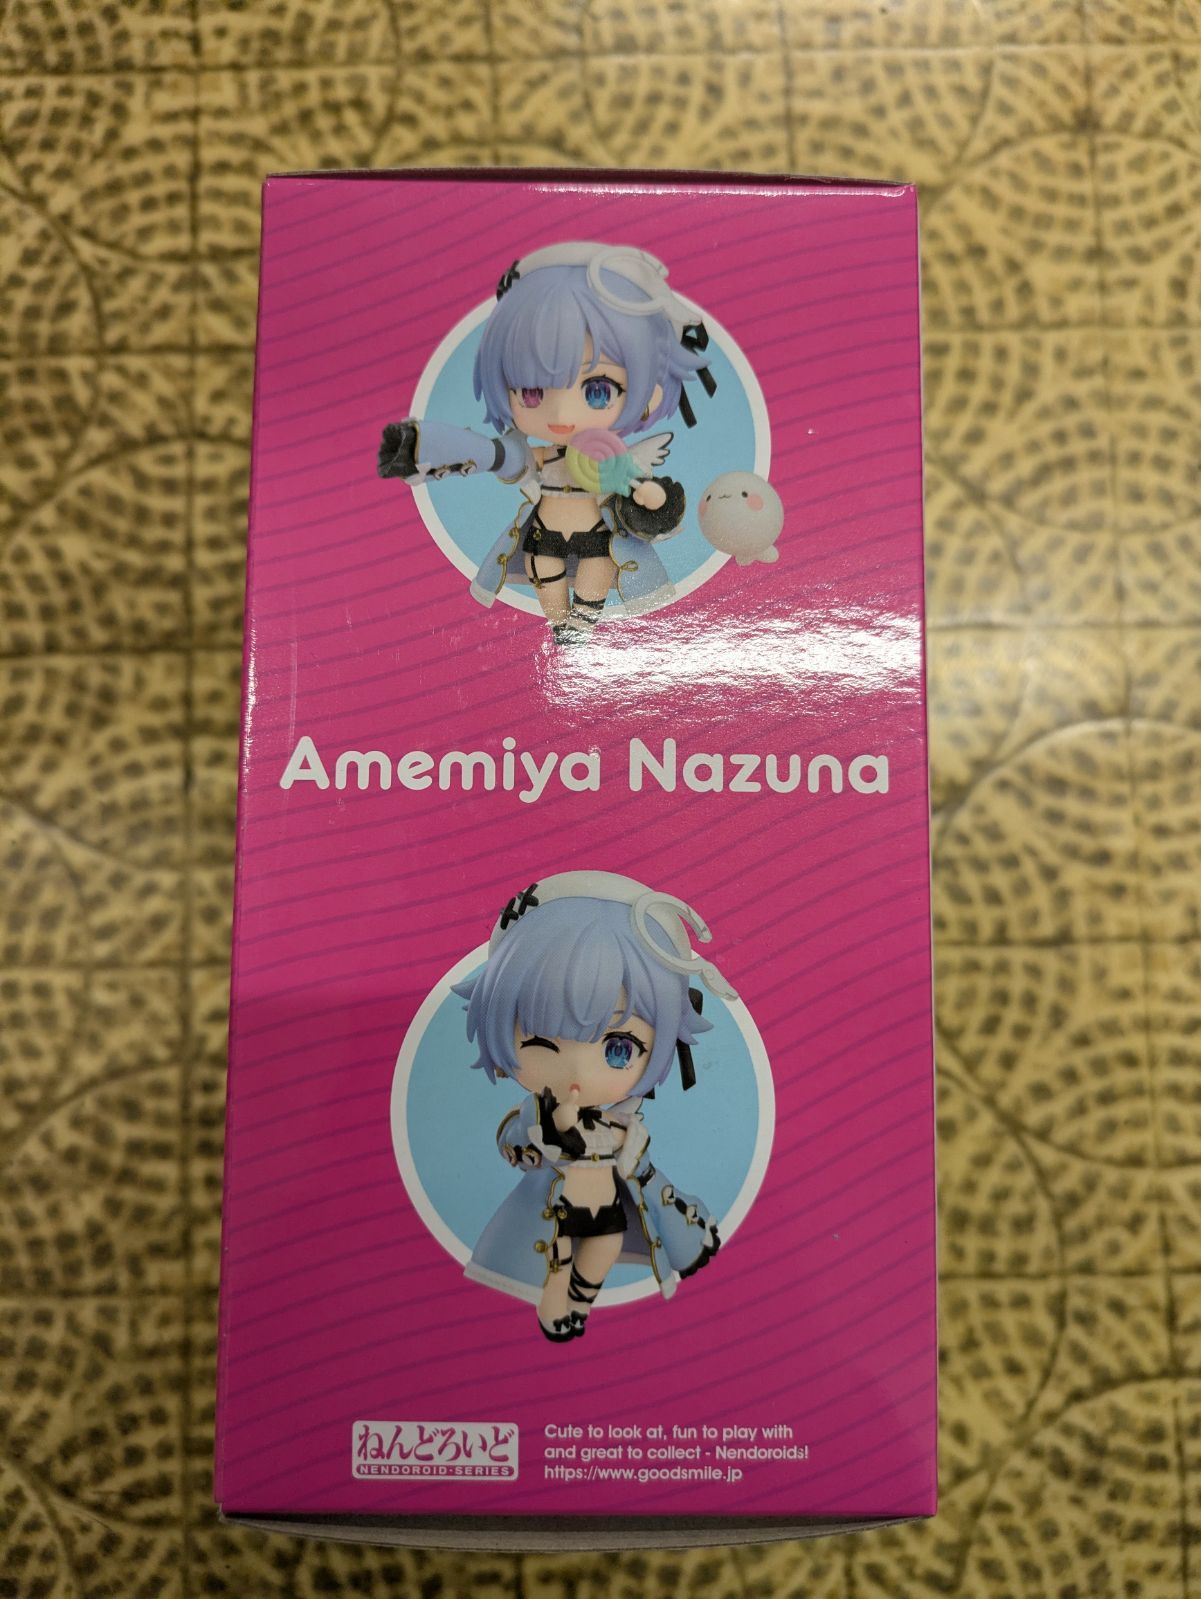 Amemiya Nazuna
ねんどろいど
NENDOROID·SERIES
Cute to look at, fun to play with
and great to collect - Nendoroids!
https://www.goodsmile.jp